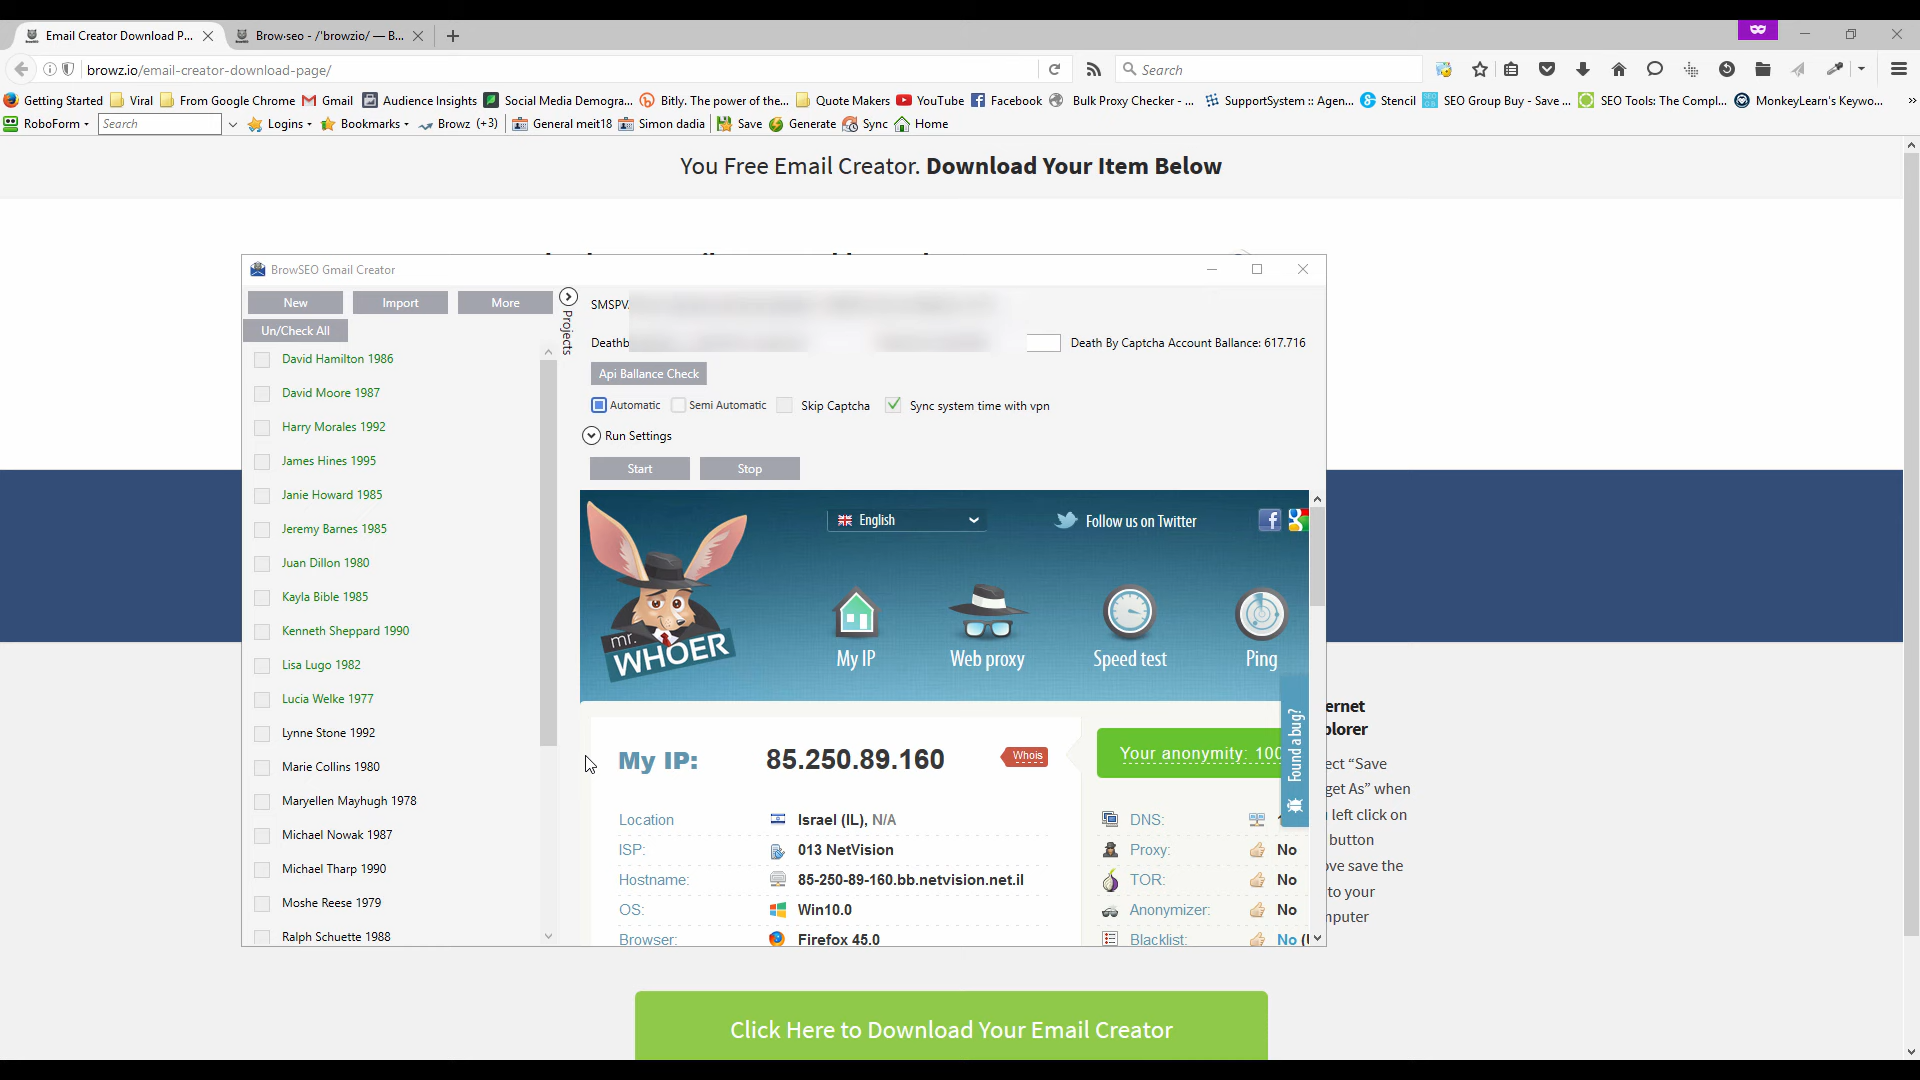 Email Creator Download P...
Brow·seo - /'browzio/ — B...
browz.io/email-creator-download-page/
Search
Getting Started
Viral
From Google Chrome
Gmail
Audience Insights
Social Media Demogra...
Bitly. The power of the...
Quote Makers
YouTube
Facebook
Bulk Proxy Checker - ...
SupportSystem :: Agen...
Stencil
SEO Group Buy - Save ...
SEO Tools: The Compl...
MonkeyLearn's Keywo...
RoboForm
Search
Logins
Bookmarks
Browz (+3)
General meit18
Simon dadia
Save
Generate
Sync
Home
You Free Email Creator. Download Your Item Below
BrowSEO Gmail Creator
New
Import
More
Un/Check All
Projects
David Hamilton 1986
David Moore 1987
Harry Morales 1992
James Hines 1995
Janie Howard 1985
Jeremy Barnes 1985
Juan Dillon 1980
Kayla Bible 1985
Kenneth Sheppard 1990
Lisa Lugo 1982
Lucia Welke 1977
Lynne Stone 1992
Marie Collins 1980
Maryellen Mayhugh 1978
Michael Nowak 1987
Michael Tharp 1990
Moshe Reese 1979
Ralph Schuette 1988
SMSPV
Deathb
Death By Captcha Account Ballance: 617.716
Api Ballance Check
Automatic
Semi Automatic
Skip Captcha
Sync system time with vpn
Run Settings
Start
Stop
English
Follow us on Twitter
mr. WHOER
My IP
Web proxy
Speed test
Ping
My IP:
85.250.89.160
Whois
Your anonymity: 100
Found a bug?
Location
Israel (IL), N/A
ISP:
013 NetVision
Hostname:
85-250-89-160.bb.netvision.net.il
OS:
Win10.0
Browser:
Firefox 45.0
DNS:
Proxy:
No
TOR:
No
Anonymizer:
No
Blacklist:
No (
ernet
plorer
ect “Save
get As” when
left click on
button
ove save the
to your
mputer
Click Here to Download Your Email Creator